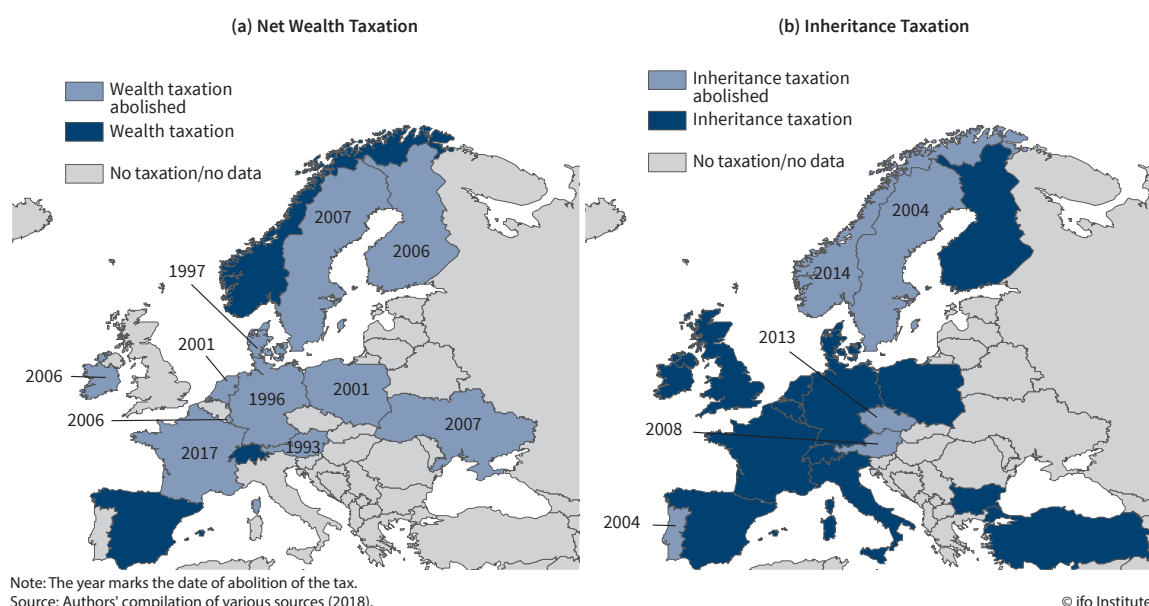 (a) Net Wealth Taxation
Wealth taxation
abolished
Wealth taxation
No taxation/no data
2007
2006
1997
2001
2006
1996
2001
2006
2007
2017
1993
(b) Inheritance Taxation
Inheritance taxation
abolished
Inheritance taxation
No taxation/no data
2004
2014
2013
2008
2004
Note: The year marks the date of abolition of the tax.
Source: Authors' compilation of various sources (2018).
© ifo Institute